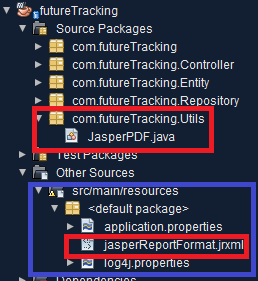 futureTracking
Source Packages
com.futureTracking
com.futureTracking.Controller
com.futureTracking.Entity
com.futureTracking.Repository
com.futureTracking.Utils
JasperPDF.java
Test Packages
Other Sources
src/main/resources
<default package>
application.properties
jasperReportFormat.jrxml
log4j.properties
Dependencies